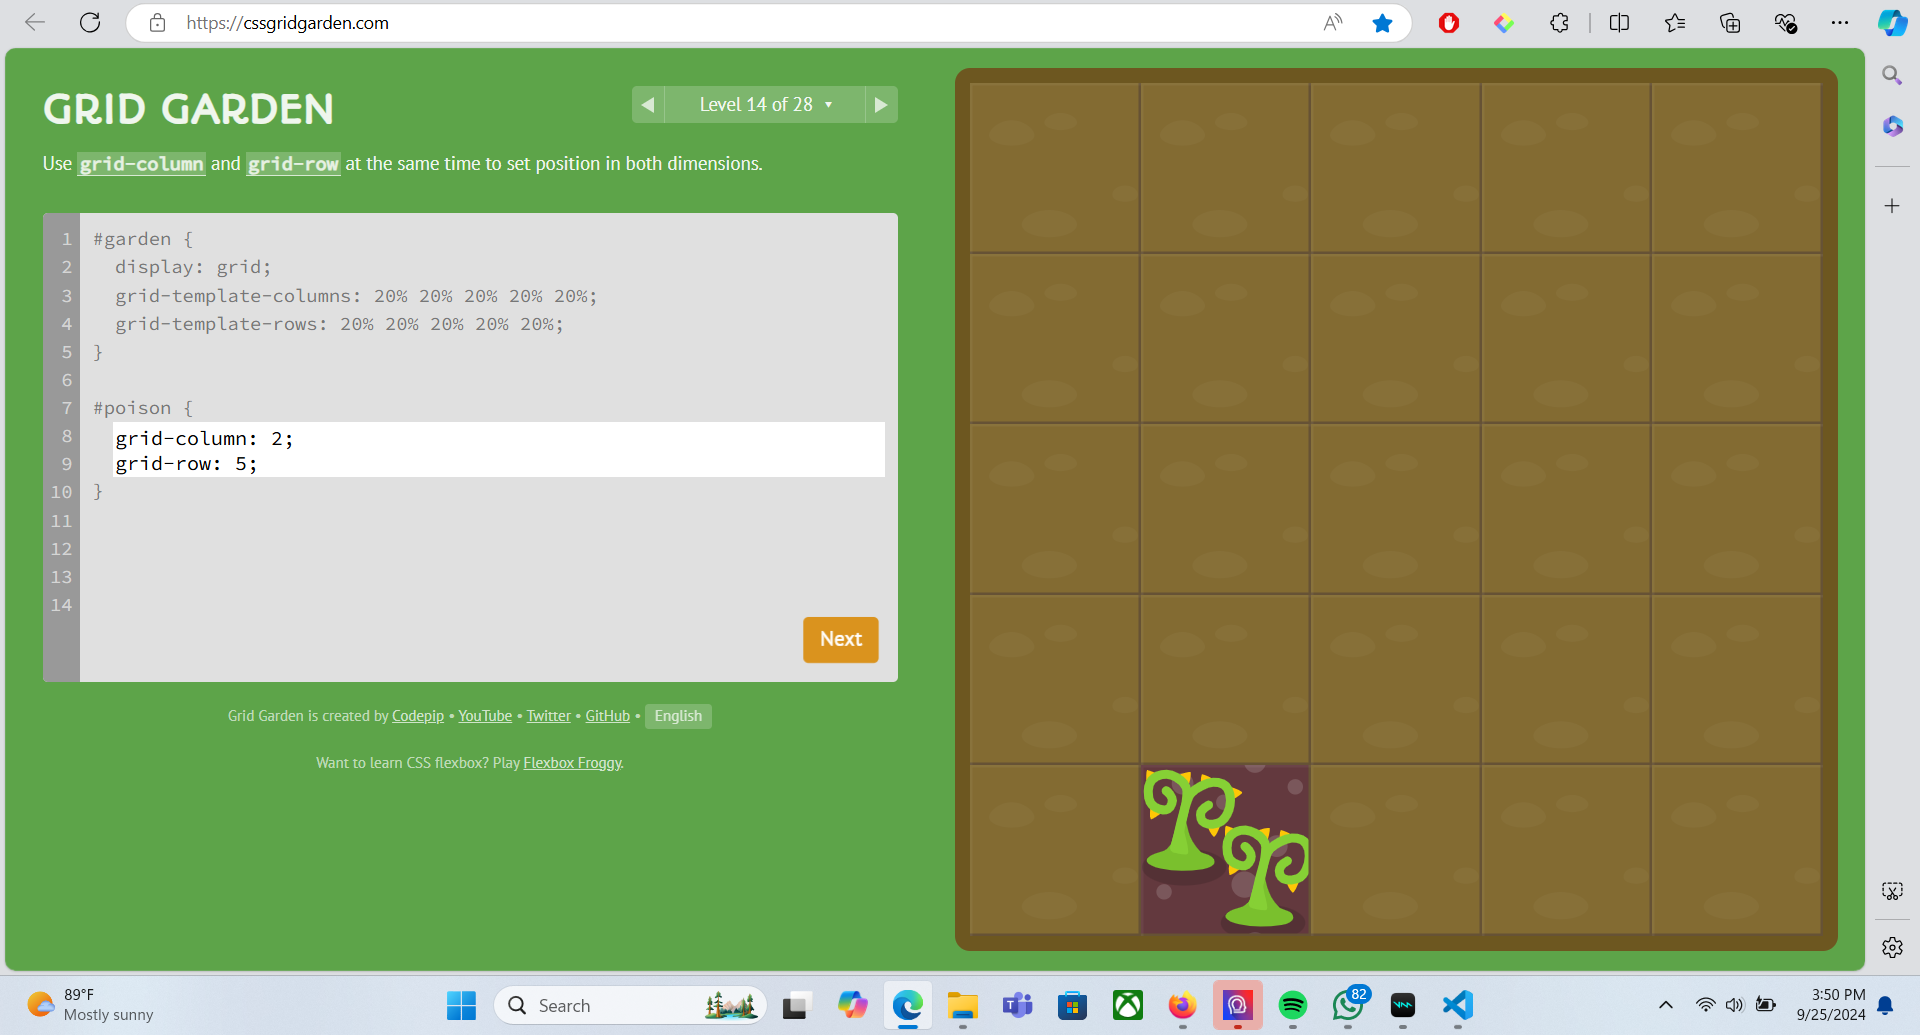 https://cssgridgarden.com
GRID GARDEN
◀ Level 14 of 28 ▼ ▶
Use grid-column and grid-row at the same time to set position in both dimensions.
1 #garden {
2 display: grid;
3 grid-template-columns: 20% 20% 20% 20% 20%;
4 grid-template-rows: 20% 20% 20% 20% 20%;
5 }
6
7 #poison {
8 grid-column: 2;
9 grid-row: 5;
10 }
11
12
13
14
Next
Grid Garden is created by Codepip • YouTube • Twitter • GitHub • English
Want to learn CSS flexbox? Play Flexbox Froggy.
89°F
Mostly sunny
Search
82
3:50 PM
9/25/2024